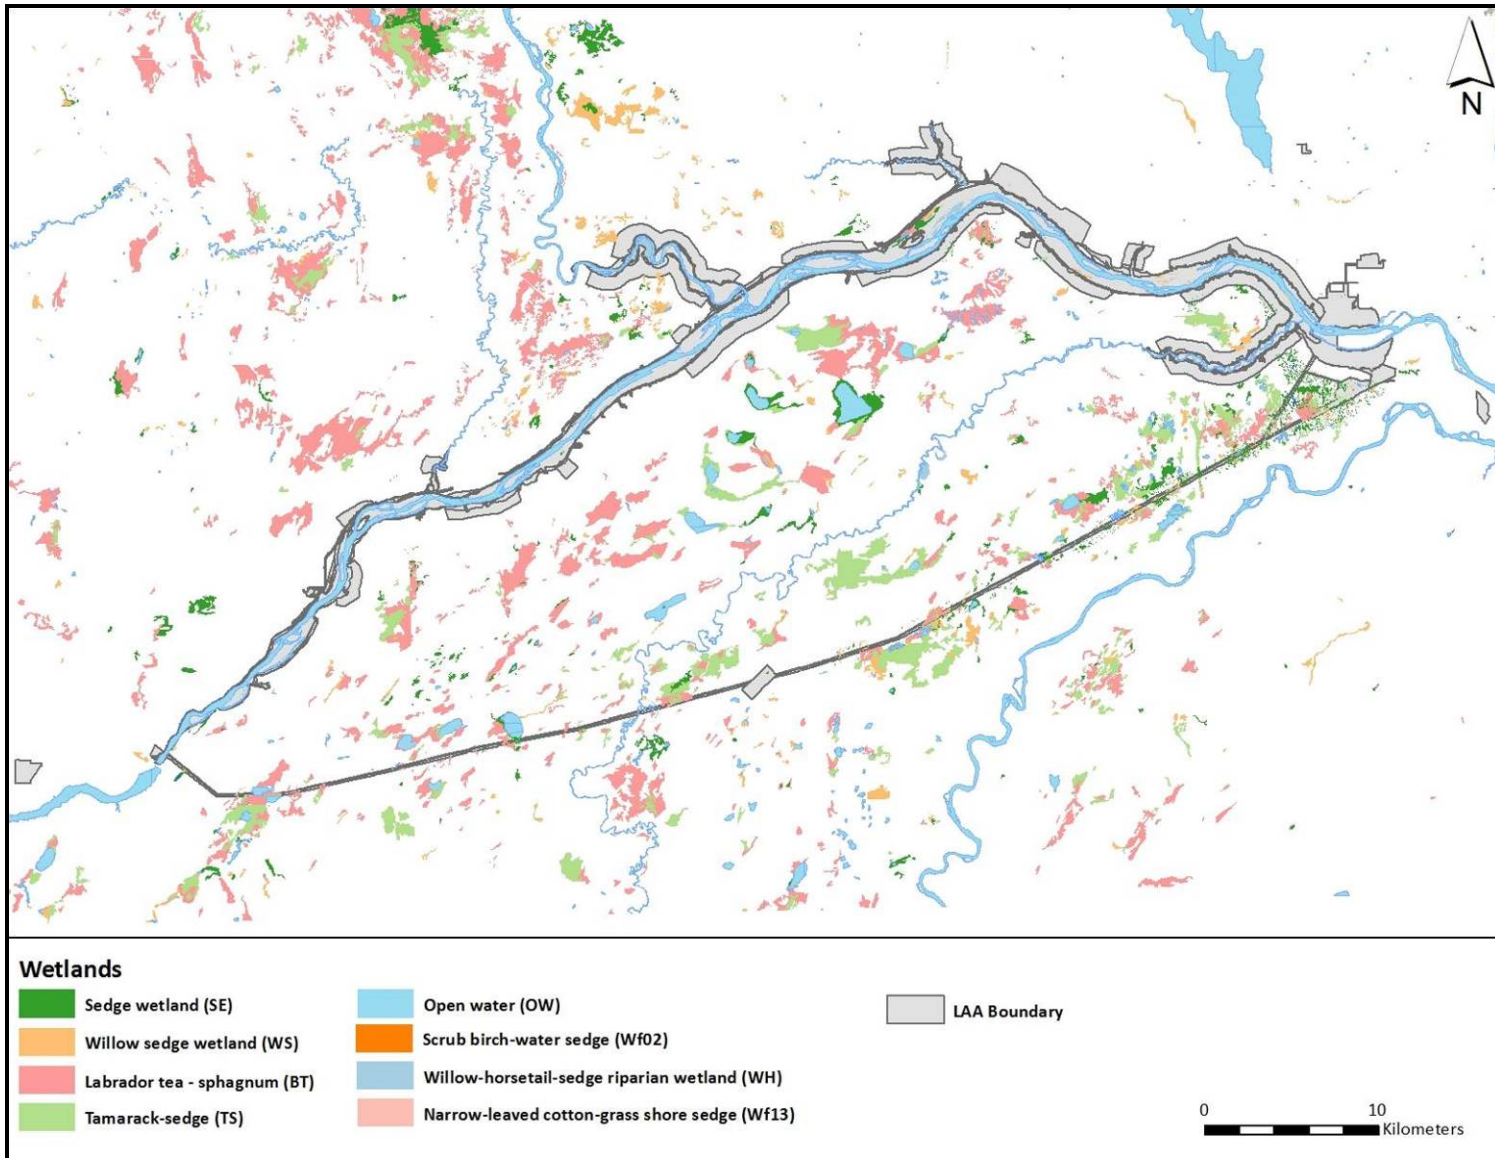 N
Wetlands
Sedge wetland (SE)
Willow sedge wetland (WS)
Labrador tea - sphagnum (BT)
Tamarack-sedge (TS)
Open water (OW)
Scrub birch-water sedge (Wf02)
Willow-horsetail-sedge riparian wetland (WH)
Narrow-leaved cotton-grass shore sedge (Wf13)
LAA Boundary
0 10
Kilometers